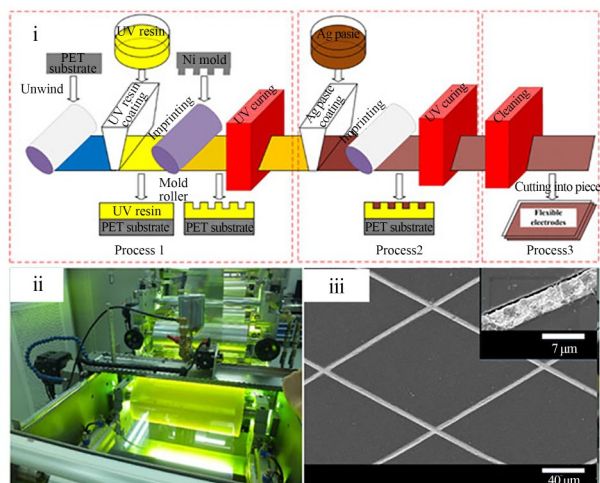 i
PET
substrate
UV resin
Ni mold
Ag paste
Unwind
UV resin
coating
Imprinting
UV curing
Ag paste
coating
Imprinting
UV curing
Cleaning
Mold
roller
Cutting into piece
UV resin
PET substrate
PET substrate
PET substrate
Flexible
electrodes
Process 1
Process2
Process3
ii
iii
7 μm
40 μm